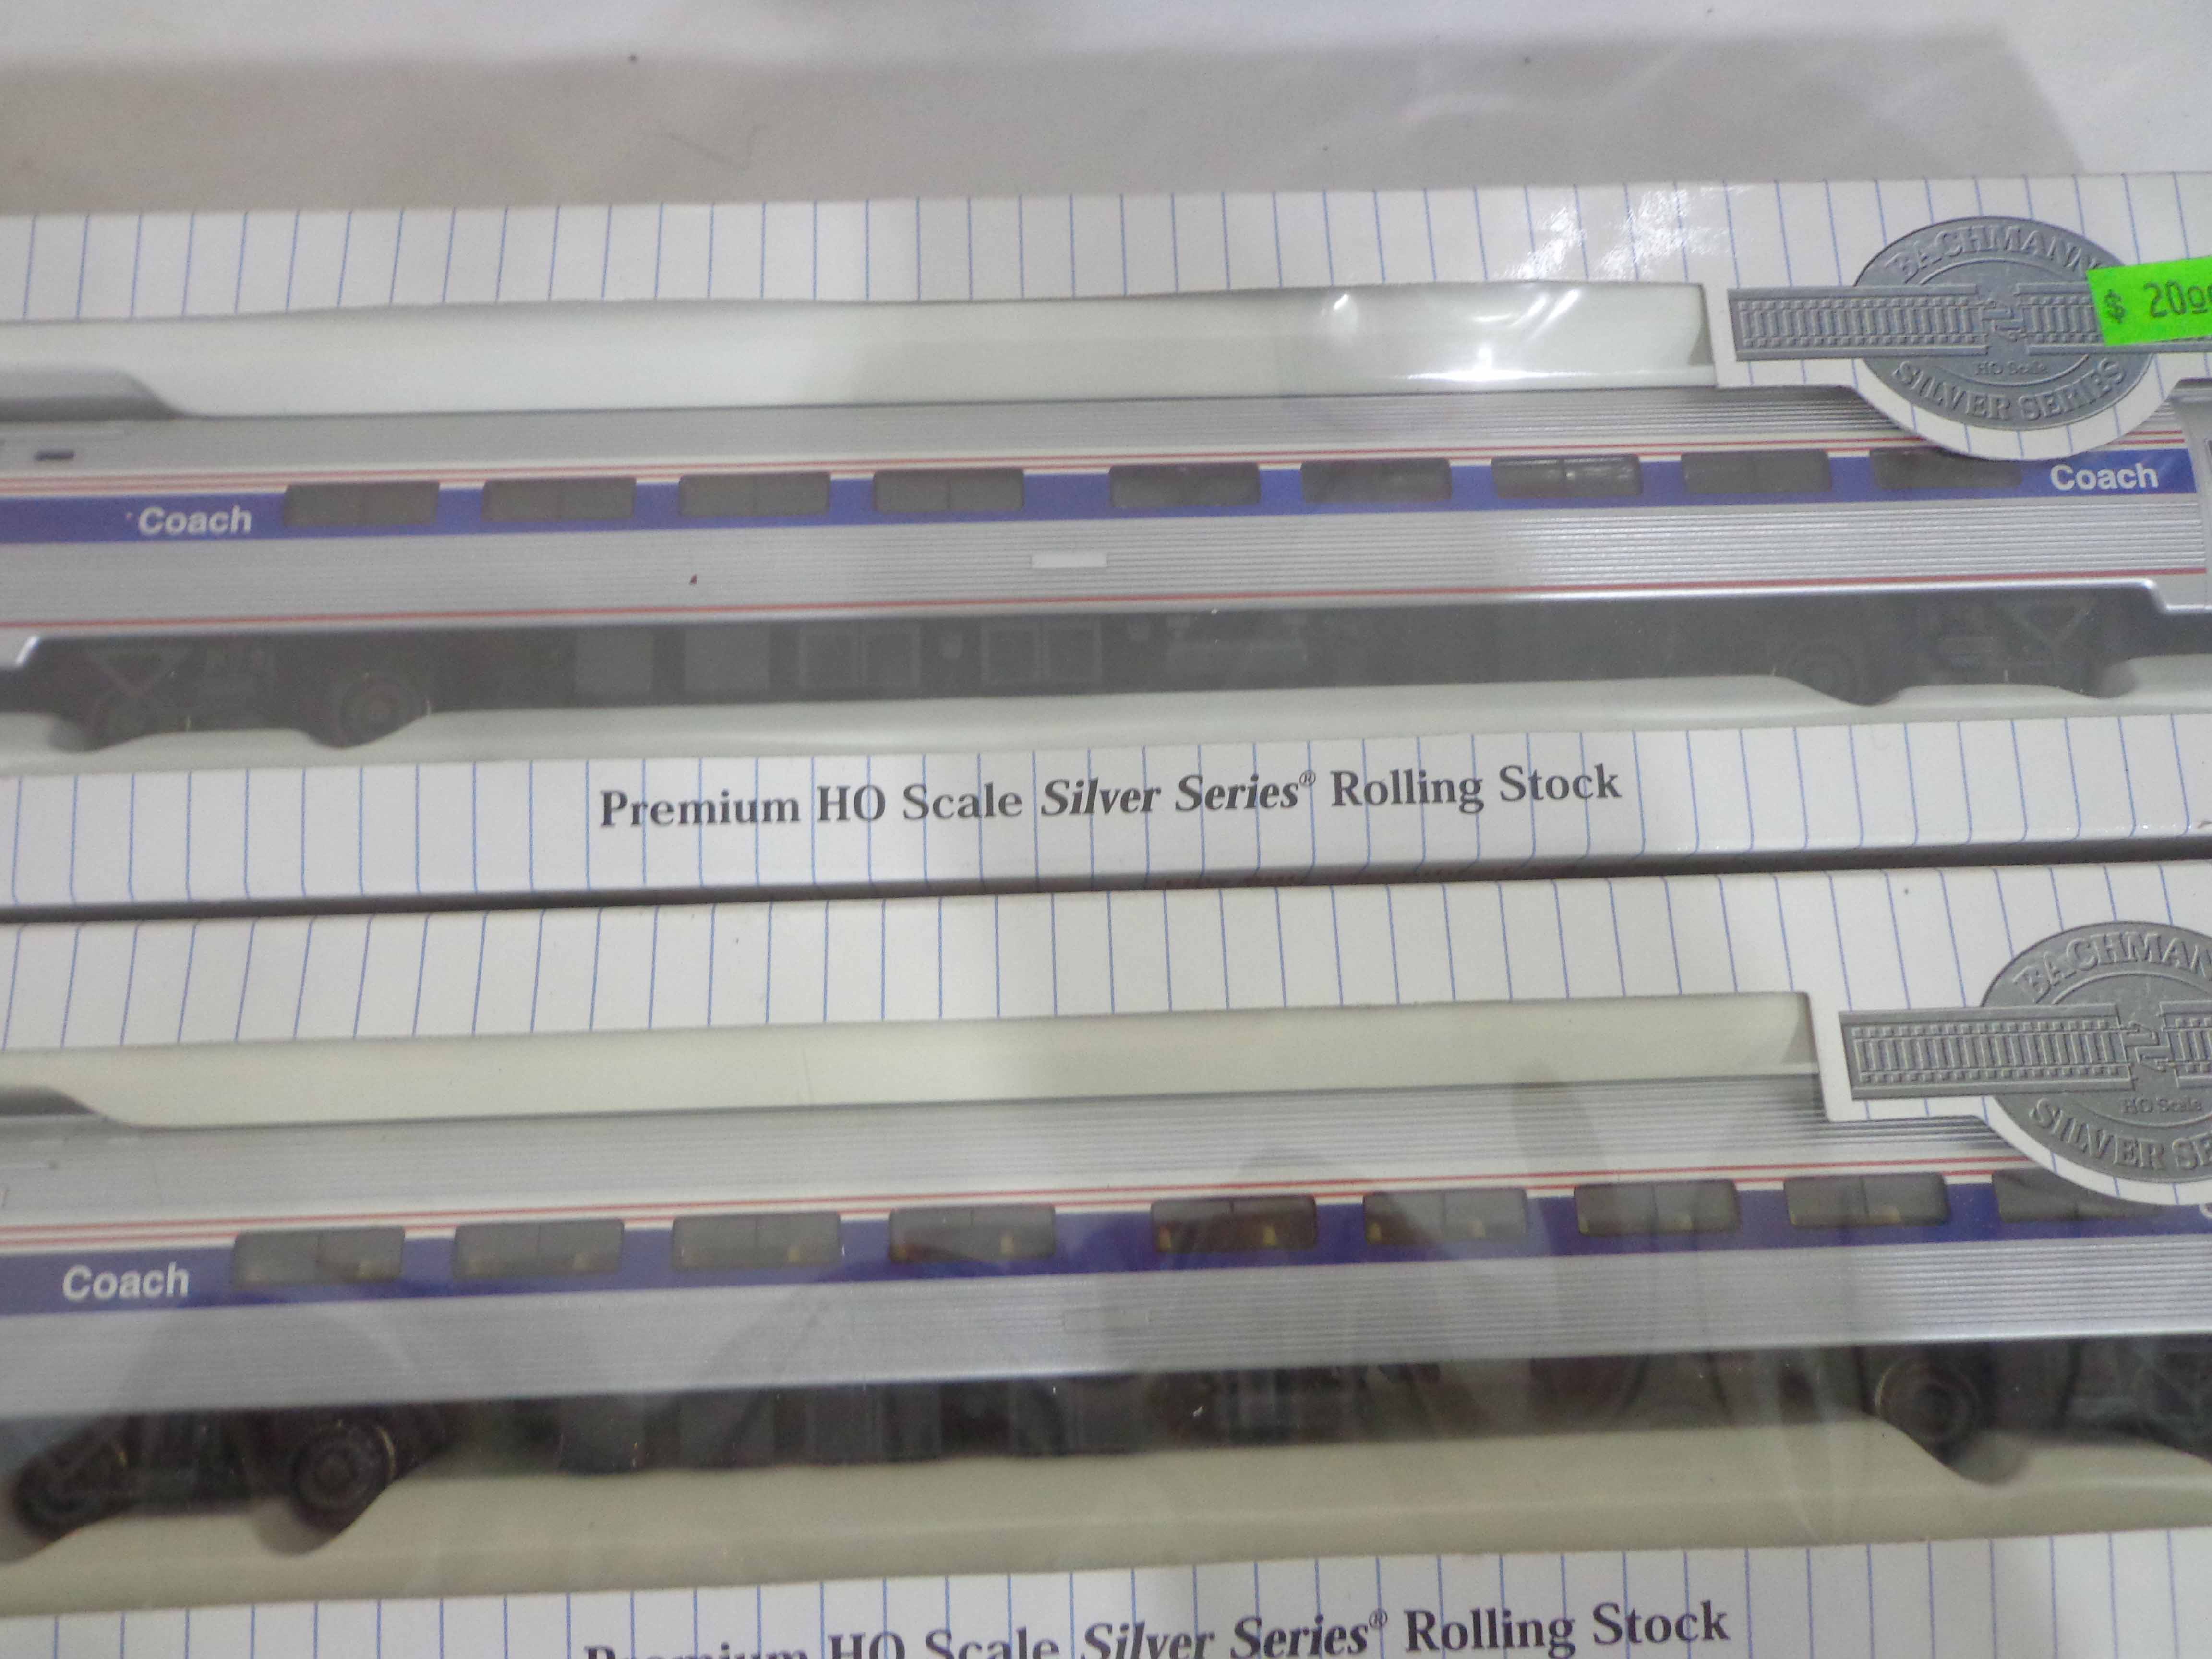 BACHMANN
$ 20
HO Scale
SILVER SERIES
Coach
Coach
Premium HO Scale Silver Series® Rolling Stock
BACHMAN
HO Scale
SILVER SE
Coach
Premium HO Scale Silver Series® Rolling Stock